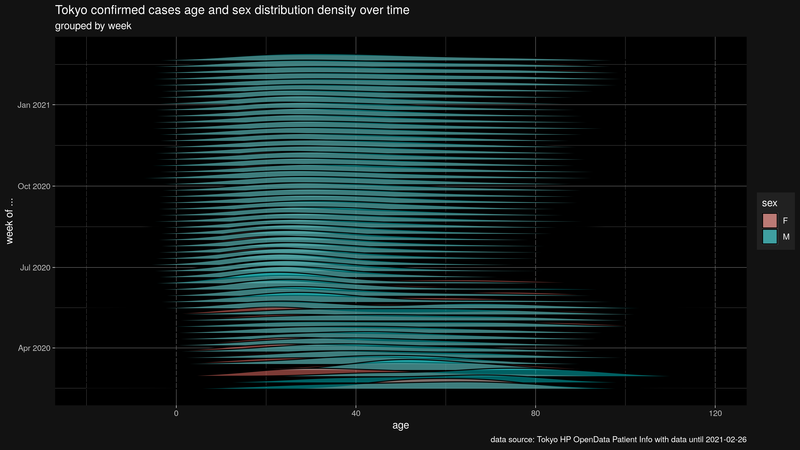 Tokyo confirmed cases age and sex distribution density over time
grouped by week
week of ...
Jan 2021
Oct 2020
Jul 2020
Apr 2020
0 40 80 120
age
sex
F
M
data source: Tokyo HP OpenData Patient Info with data until 2021-02-26